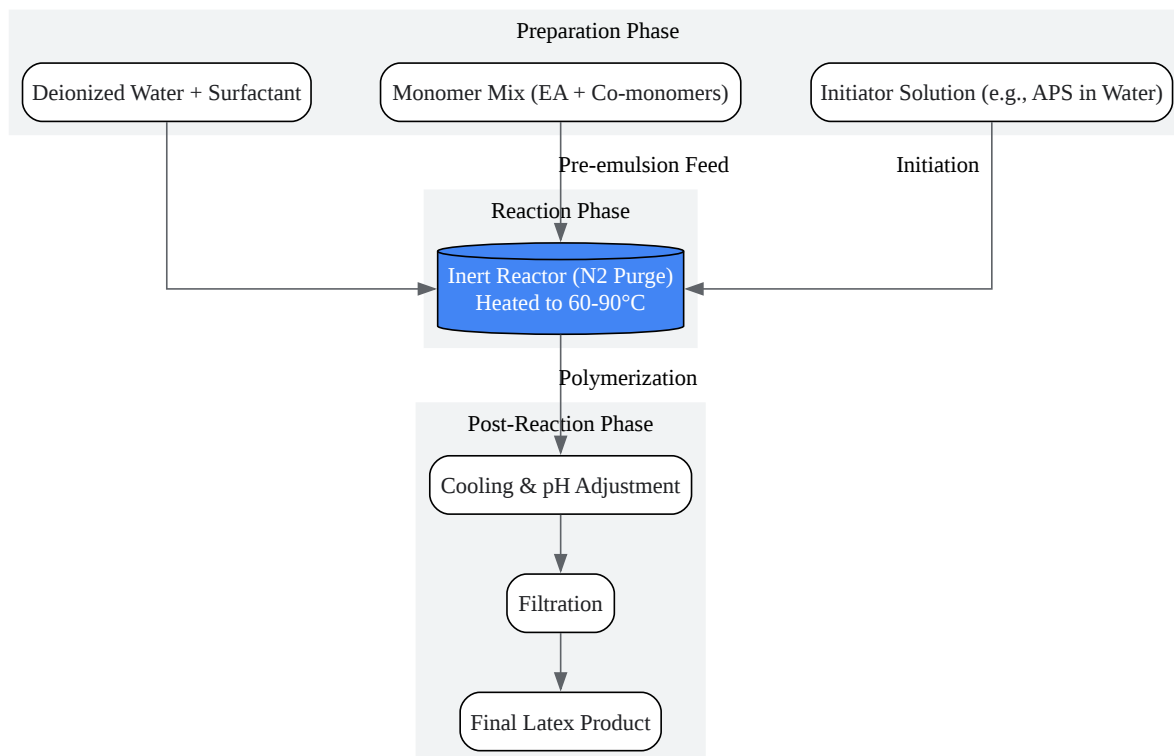 Preparation Phase
Deionized Water + Surfactant
Monomer Mix (EA + Co-monomers)
Initiator Solution (e.g., APS in Water)
Pre-emulsion Feed
Initiation
Reaction Phase
Inert Reactor (N2 Purge)
Heated to 60-90°C
Polymerization
Post-Reaction Phase
Cooling & pH Adjustment
Filtration
Final Latex Product